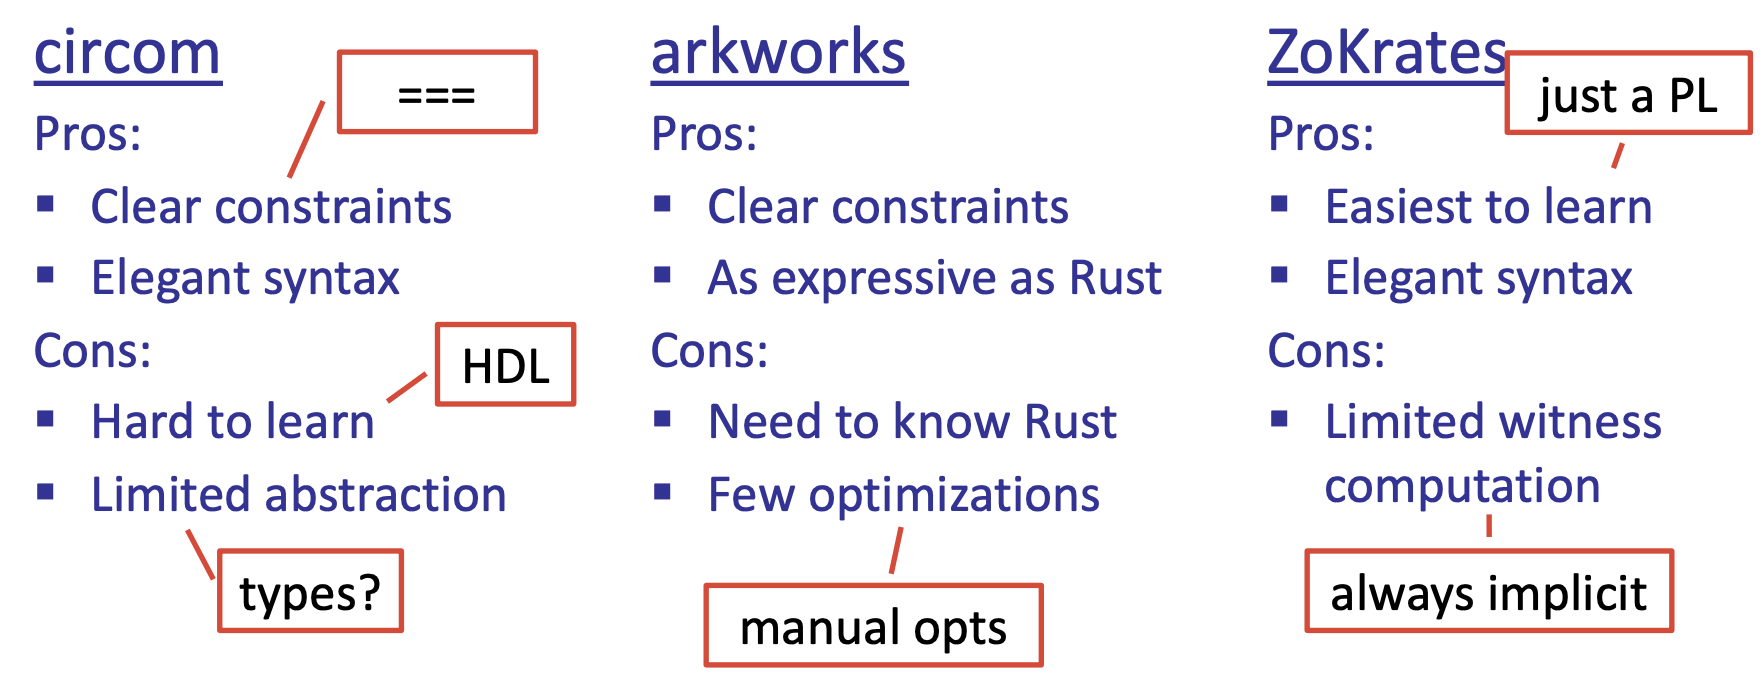 circom
===
Pros:
▪ Clear constraints
▪ Elegant syntax
Cons:
HDL
▪ Hard to learn
▪ Limited abstraction
types?
arkworks
Pros:
▪ Clear constraints
▪ As expressive as Rust
Cons:
▪ Need to know Rust
▪ Few optimizations
manual opts
ZoKrates
just a PL
Pros:
▪ Easiest to learn
▪ Elegant syntax
Cons:
▪ Limited witness
computation
always implicit